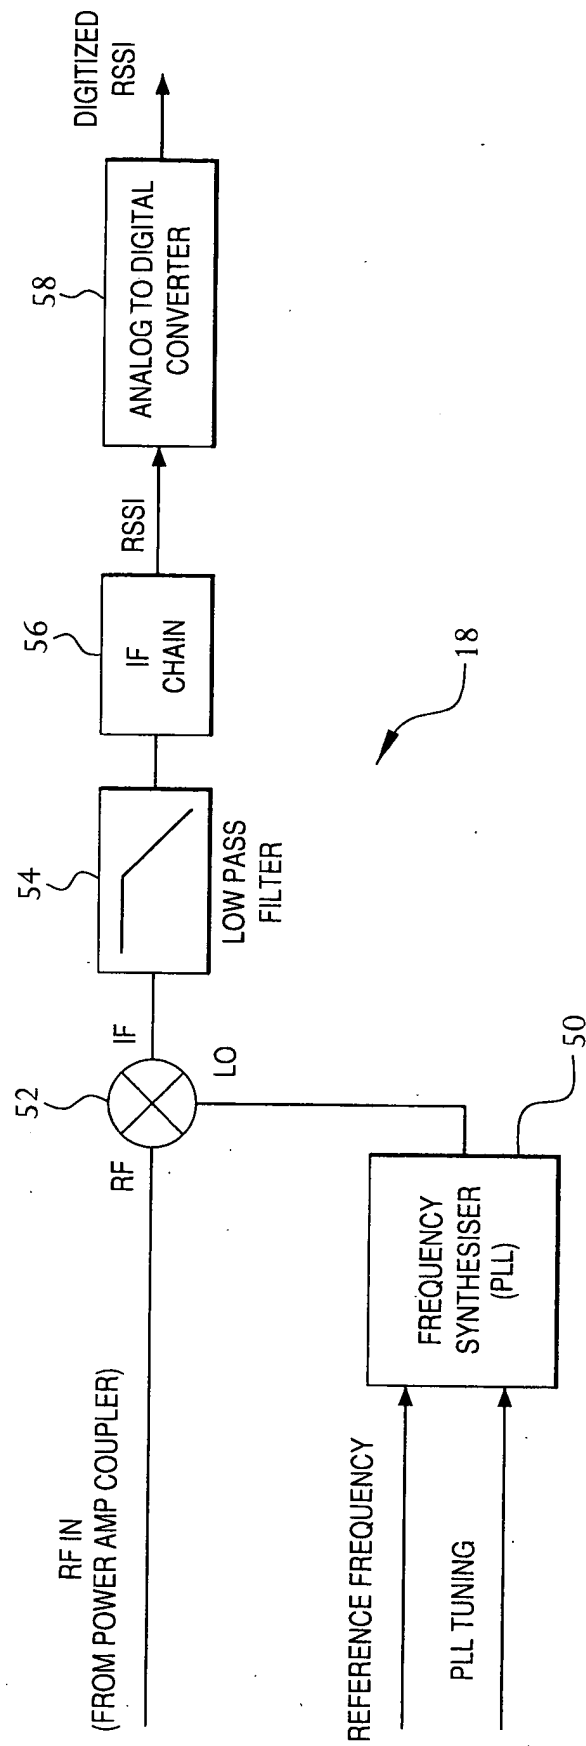 RF IN
(FROM POWER AMP COUPLER)
RF
52
IF
LO
54
LOW PASS
FILTER
56
IF
CHAIN
RSSI
58
ANALOG TO DIGITAL
CONVERTER
DIGITIZED
RSSI
REFERENCE FREQUENCY
PLL TUNING
FREQUENCY
SYNTHESISER
(PLL)
50
18